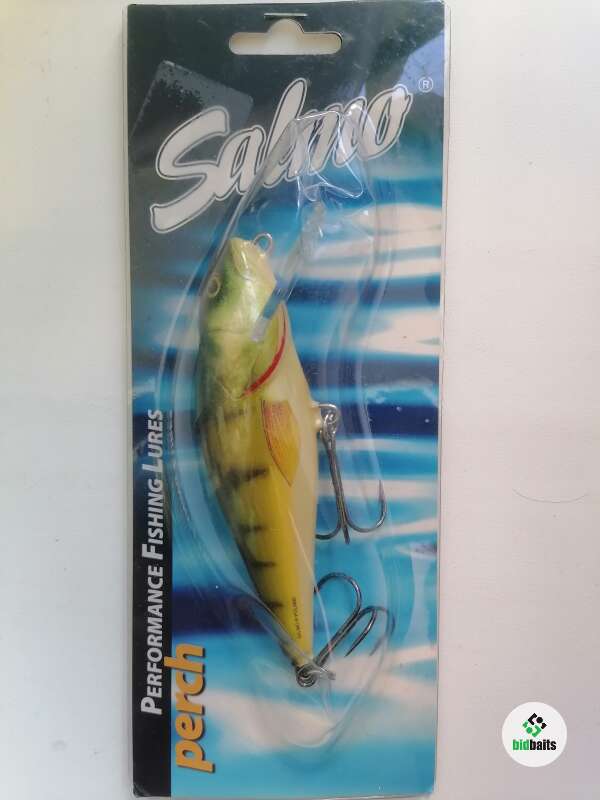 Salmo®
PERFORMANCE FISHING LURES
perch
bidbaits